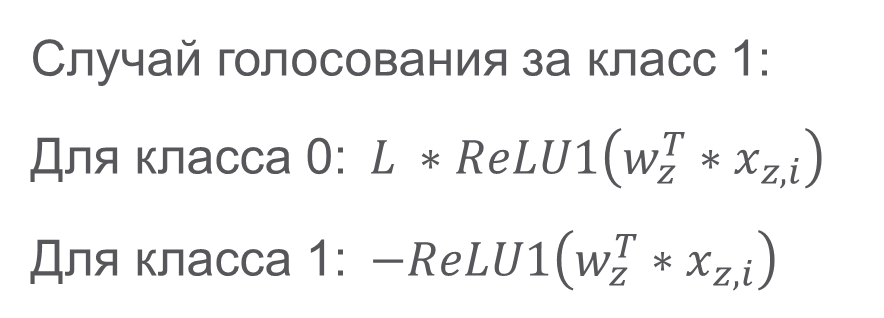 Случай голосования за класс 1:
Для класса 0: L * ReLU1(w_z^T * x_{z,i})
Для класса 1: −ReLU1(w_z^T * x_{z,i})